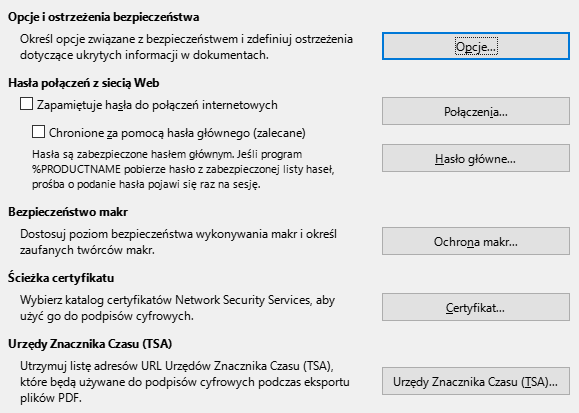 Opcje i ostrzeżenia bezpieczeństwa
Określ opcje związane z bezpieczeństwem i zdefiniuj ostrzeżenia
dotyczące ukrytych informacji w dokumentach.
Opcje...
Hasła połączeń z siecią Web
Zapamiętuje hasła do połączeń internetowych
Połączenia...
Chronione za pomocą hasła głównego (zalecane)
Hasła są zabezpieczone hasłem głównym. Jeśli program
%PRODUCTNAME pobierze hasło z zabezpieczonej listy haseł,
prośba o podanie hasła pojawi się raz na sesję.
Hasło główne...
Bezpieczeństwo makr
Dostosuj poziom bezpieczeństwa wykonywania makr i określ
zaufanych twórców makr.
Ochrona makr...
Ścieżka certyfikatu
Wybierz katalog certyfikatów Network Security Services, aby
użyć go do podpisów cyfrowych.
Certyfikat...
Urzędy Znacznika Czasu (TSA)
Utrzymuj listę adresów URL Urzędów Znacznika Czasu (TSA),
które będą używane do podpisów cyfrowych podczas eksportu
plików PDF.
Urzędy Znacznika Czasu (TSA)...